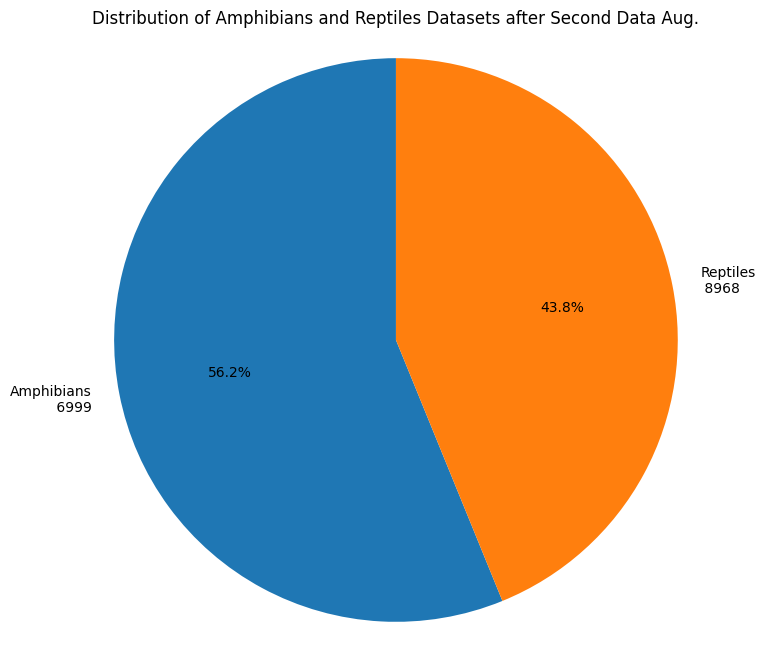 Distribution of Amphibians and Reptiles Datasets after Second Data Aug.
Reptiles
8968
43.8%
56.2%
Amphibians
6999